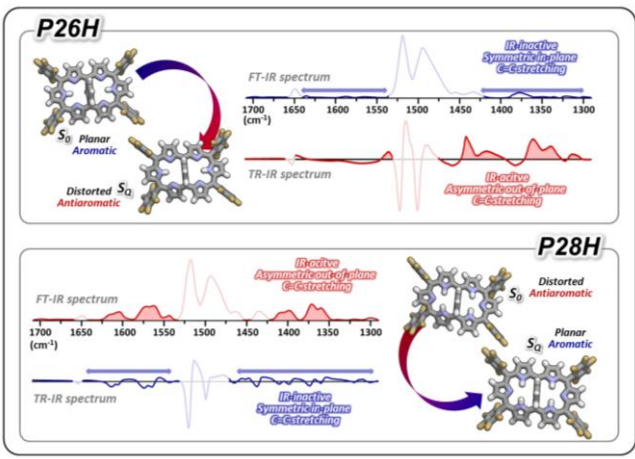 P26H
S₀ Planar
Aromatic
Distorted S_Q
Antiaromatic
FT-IR spectrum
IR-inactive
Symmetric in-plane
C=C stretching
1700 1650 1600 1550 1500 1450 1400 1350 1300
(cm⁻¹)
TR-IR spectrum
IR-acitve
Asymmetric out-of-plane
C=C stretching
P28H
FT-IR spectrum
IR-acitve
Asymmetric out-of-plane
C=C stretching
1700 1650 1600 1550 1500 1450 1400 1350 1300
(cm⁻¹)
TR-IR spectrum
IR-inactive
Symmetric in-plane
C=C stretching
Distorted
S₀ Antiaromatic
Planar
S_Q Aromatic